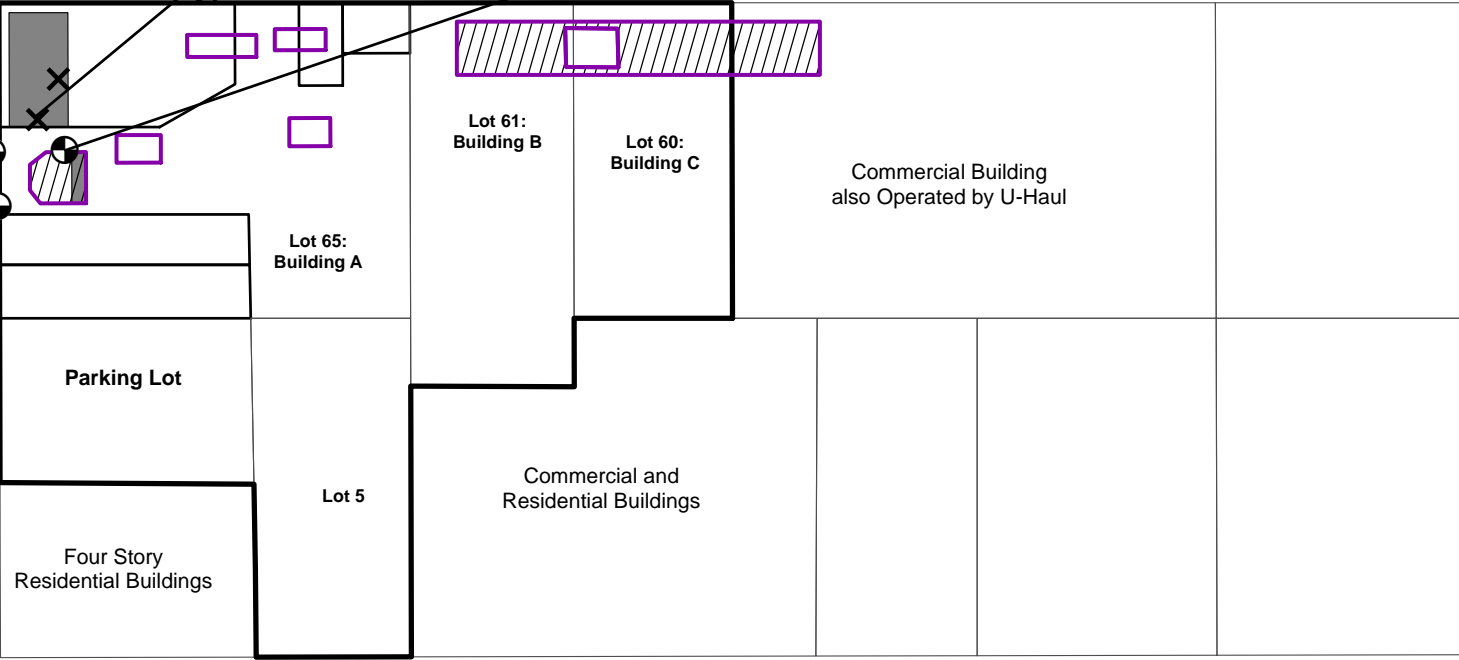 Lot 61:
Building B
Lot 60:
Building C
Commercial Building
also Operated by U-Haul
Lot 65:
Building A
Parking Lot
Commercial and
Residential Buildings
Lot 5
Four Story
Residential Buildings